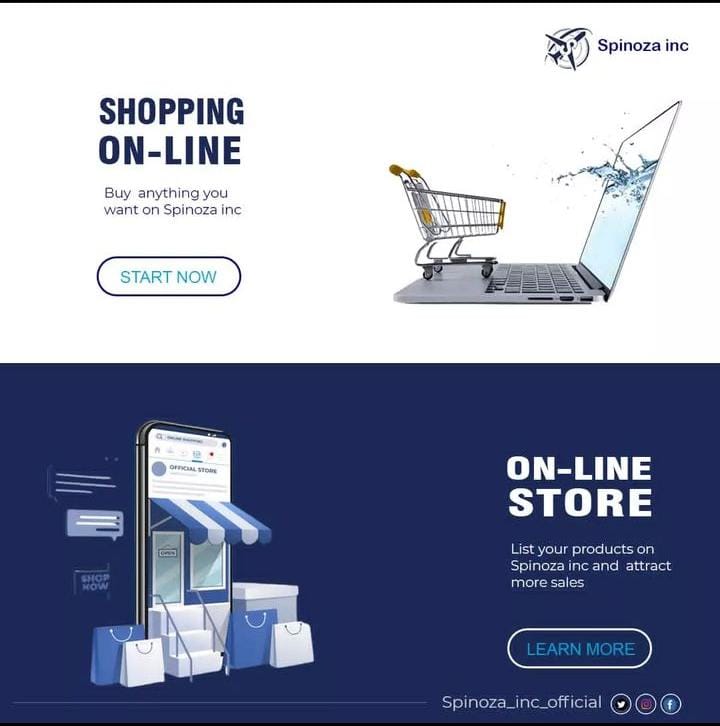 Spinoza inc
SHOPPING
ON-LINE
Buy anything you
want on Spinoza inc
START NOW
ONLINE SHOPPING
OFFICIAL STORE
OPEN
SHOP
NOW
ON-LINE
STORE
List your products on
Spinoza inc and attract
more sales
LEARN MORE
Spinoza_inc_official